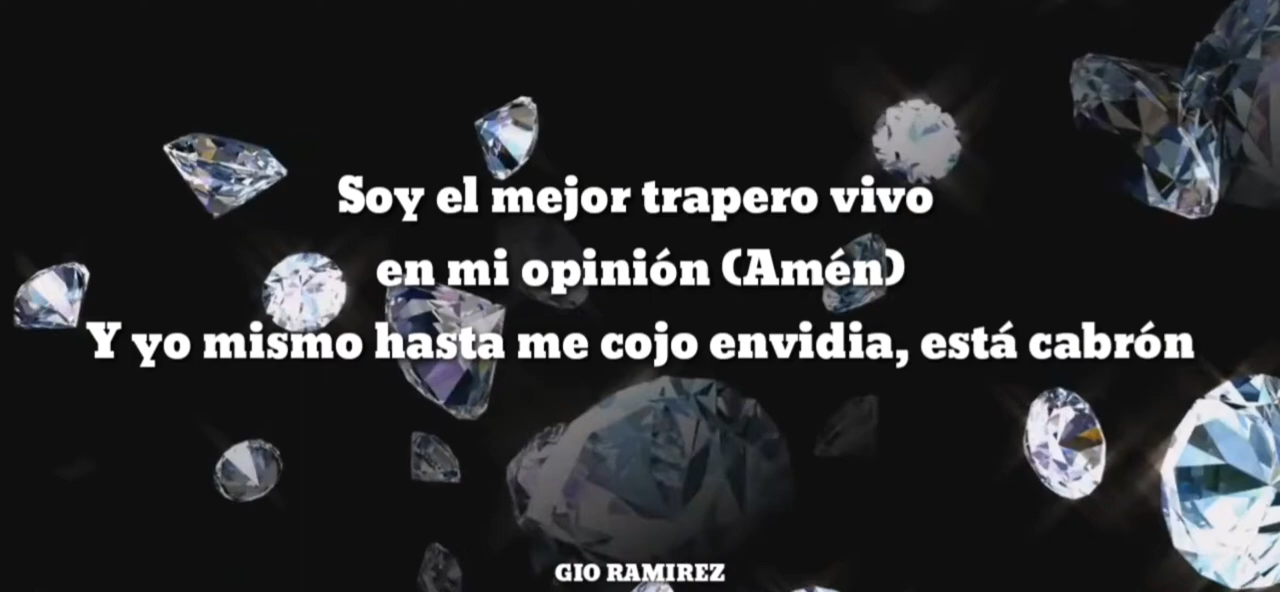 Soy el mejor trapero vivo
en mi opinión (Amén)
Y yo mismo hasta me cojo envidia, está cabrón
GIO RAMIREZ